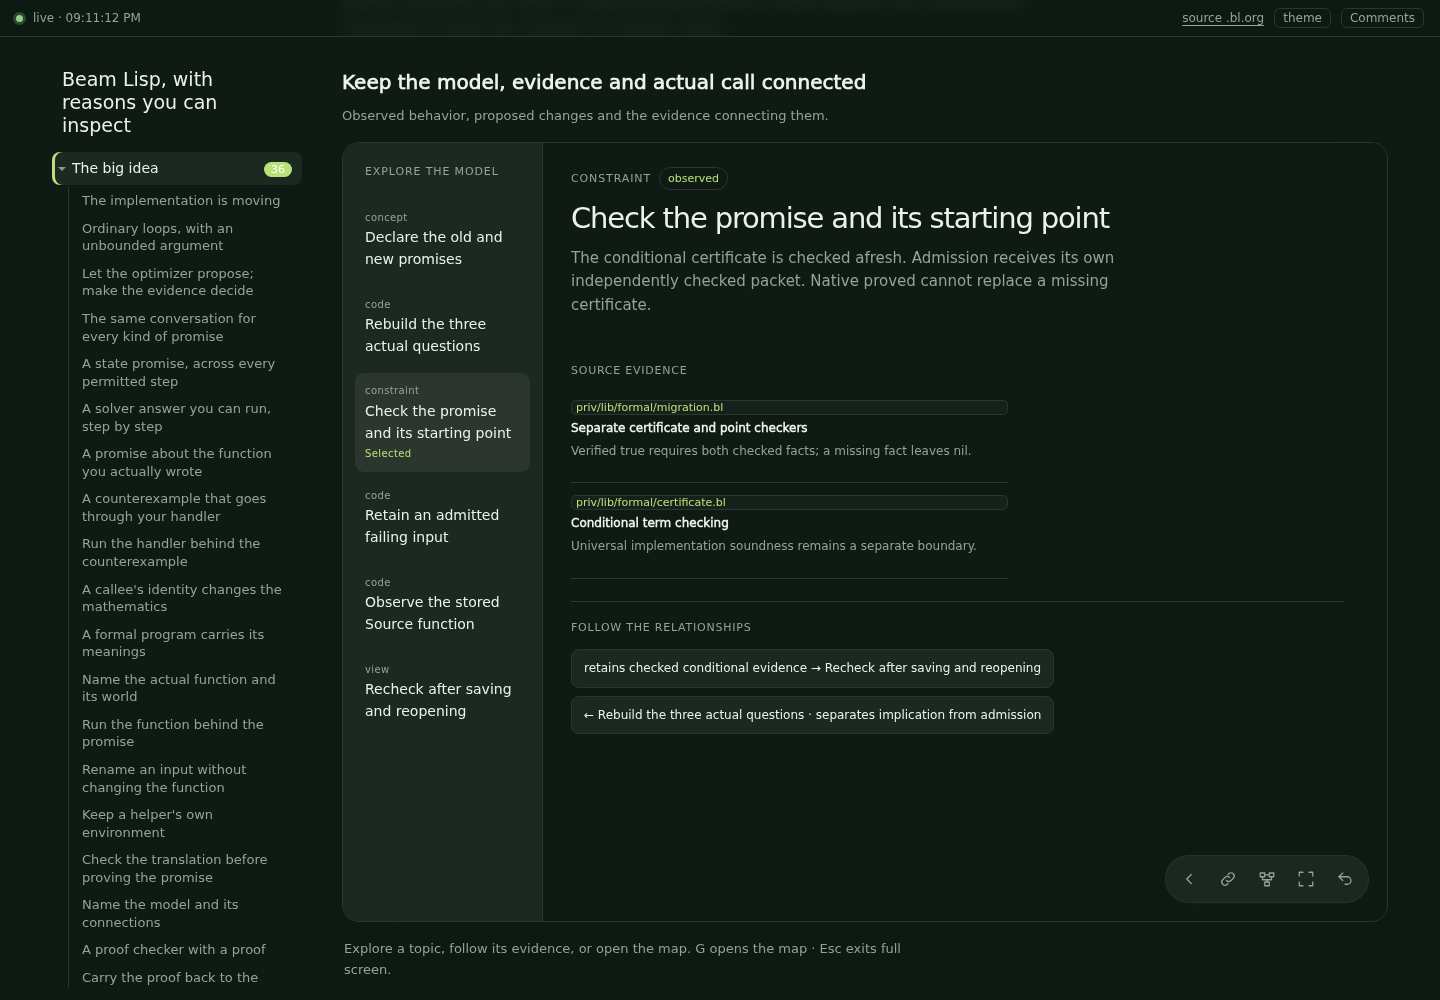 live · 09:11:12 PM
source .bl.org
theme
Comments
Beam Lisp, with
reasons you can
inspect
The big idea
36
The implementation is moving
Ordinary loops, with an
unbounded argument
Let the optimizer propose;
make the evidence decide
The same conversation for
every kind of promise
A state promise, across every
permitted step
A solver answer you can run,
step by step
A promise about the function
you actually wrote
A counterexample that goes
through your handler
Run the handler behind the
counterexample
A callee's identity changes the
mathematics
A formal program carries its
meanings
Name the actual function and
its world
Run the function behind the
promise
Rename an input without
changing the function
Keep a helper's own
environment
Check the translation before
proving the promise
Name the model and its
connections
A proof checker with a proof
Carry the proof back to the
Keep the model, evidence and actual call connected
Observed behavior, proposed changes and the evidence connecting them.
EXPLORE THE MODEL
concept
Declare the old and
new promises
code
Rebuild the three
actual questions
constraint
Check the promise
and its starting point
Selected
code
Retain an admitted
failing input
code
Observe the stored
Source function
view
Recheck after saving
and reopening
CONSTRAINT
observed
Check the promise and its starting point
The conditional certificate is checked afresh. Admission receives its own
independently checked packet. Native proved cannot replace a missing
certificate.
SOURCE EVIDENCE
priv/lib/formal/migration.bl
Separate certificate and point checkers
Verified true requires both checked facts; a missing fact leaves nil.
priv/lib/formal/certificate.bl
Conditional term checking
Universal implementation soundness remains a separate boundary.
FOLLOW THE RELATIONSHIPS
retains checked conditional evidence → Recheck after saving and reopening
← Rebuild the three actual questions · separates implication from admission
Explore a topic, follow its evidence, or open the map. G opens the map · Esc exits full
screen.